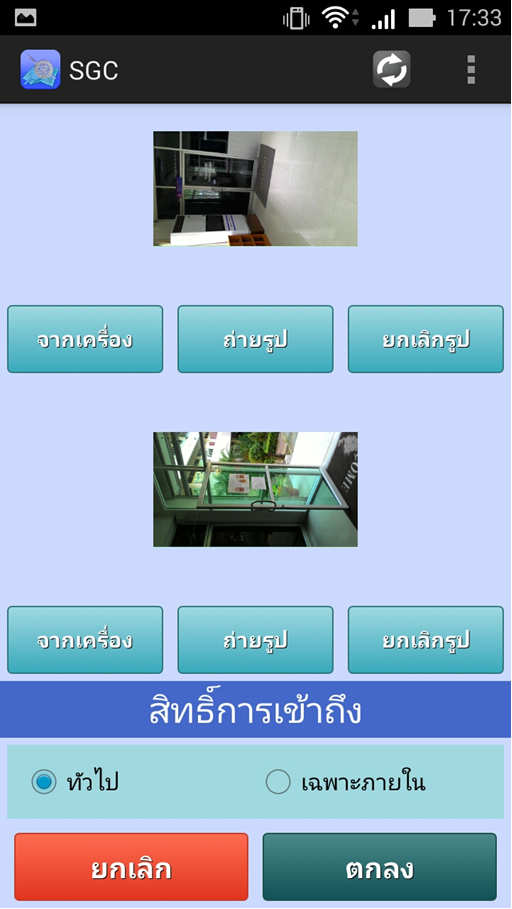 17:33
SGC
จากเครื่อง ถ่ายรูป ยกเลิกรูป
COME
จากเครื่อง ถ่ายรูป ยกเลิกรูป
สิทธิ์การเข้าถึง
ทั่วไป เฉพาะภายใน
ยกเลิก ตกลง